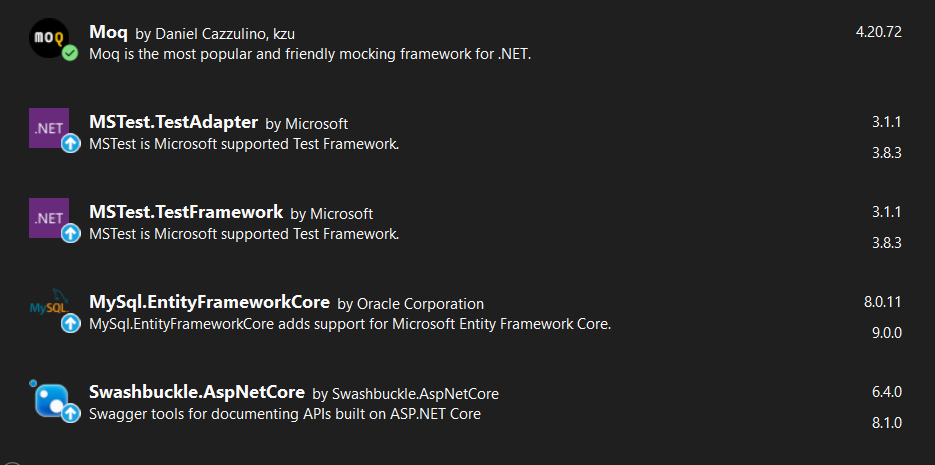 MOQ
Moq by Daniel Cazzulino, kzu 4.20.72
Moq is the most popular and friendly mocking framework for .NET.
.NET
MSTest.TestAdapter by Microsoft 3.1.1
MSTest is Microsoft supported Test Framework. 3.8.3
.NET
MSTest.TestFramework by Microsoft 3.1.1
MSTest is Microsoft supported Test Framework. 3.8.3
MySQL
MySql.EntityFrameworkCore by Oracle Corporation 8.0.11
MySql.EntityFrameworkCore adds support for Microsoft Entity Framework Core. 9.0.0
Swashbuckle.AspNetCore by Swashbuckle.AspNetCore 6.4.0
Swagger tools for documenting APIs built on ASP.NET Core 8.1.0